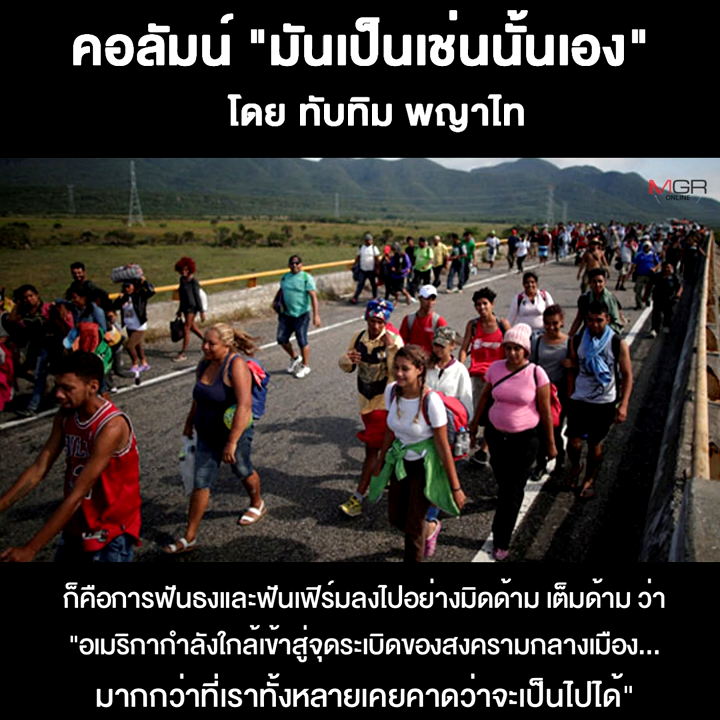 คอลัมน์ "มันเป็นเช่นนั้นเอง"
โดย ทับทิม พญาไท
MGR
ONLINE
ก็คือการฟันธงและฟันเฟิร์มลงไปอย่างมิดด้าม เต็มด้าม ว่า
"อเมริกากำลังใกล้เข้าสู่จุดระเบิดของสงครามกลางเมือง...
มากกว่าที่เราทั้งหลายเคยคาดว่าจะเป็นไปได้"